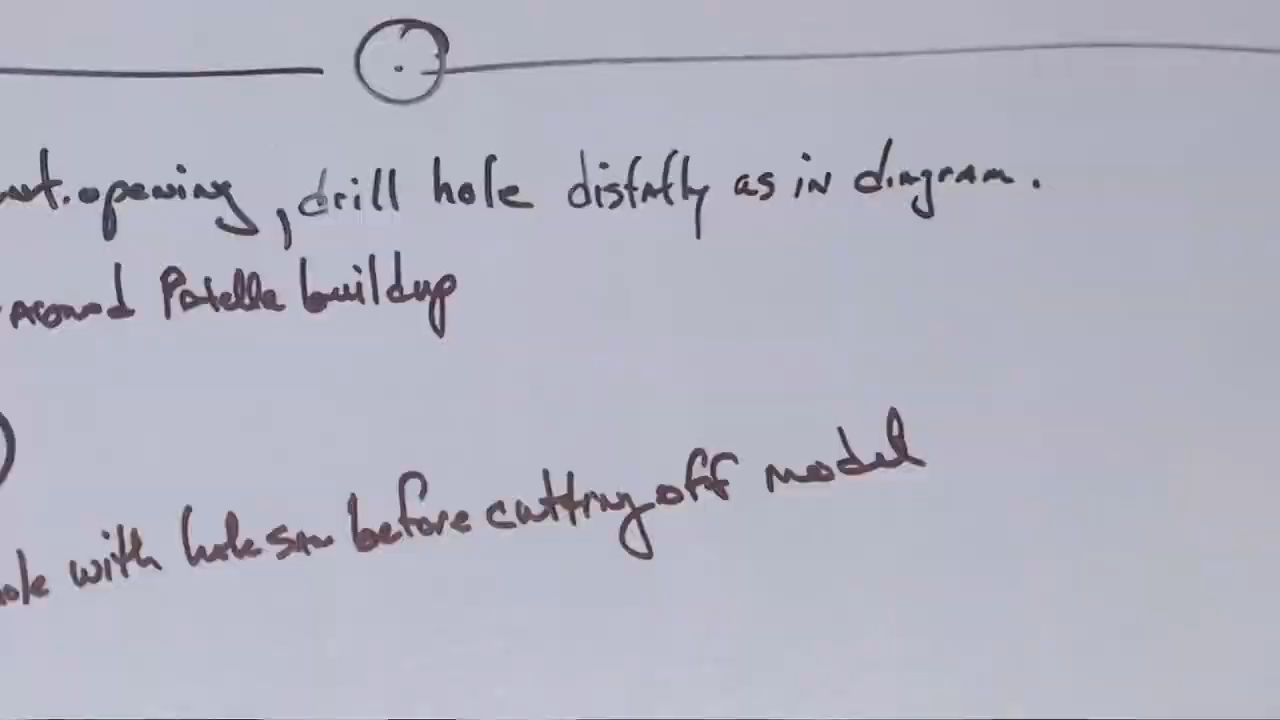 opening, drill hole distally as in diagram.
around Patella buildup
with hole saw before cutting off model